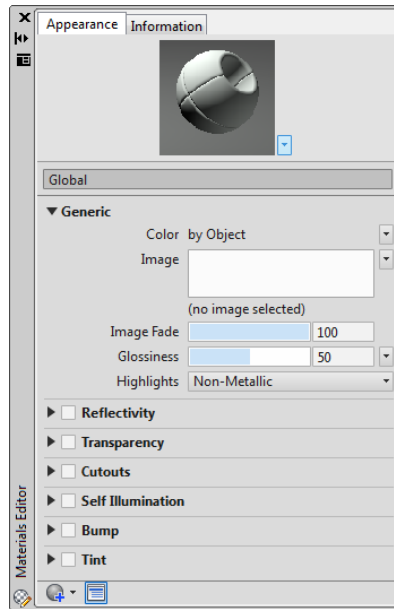 Appearance Information
Global
Generic
Color by Object
Image
(no image selected)
Image Fade 100
Glossiness 50
Highlights Non-Metallic
Reflectivity
Transparency
Cutouts
Self Illumination
Bump
Tint
Materials Editor